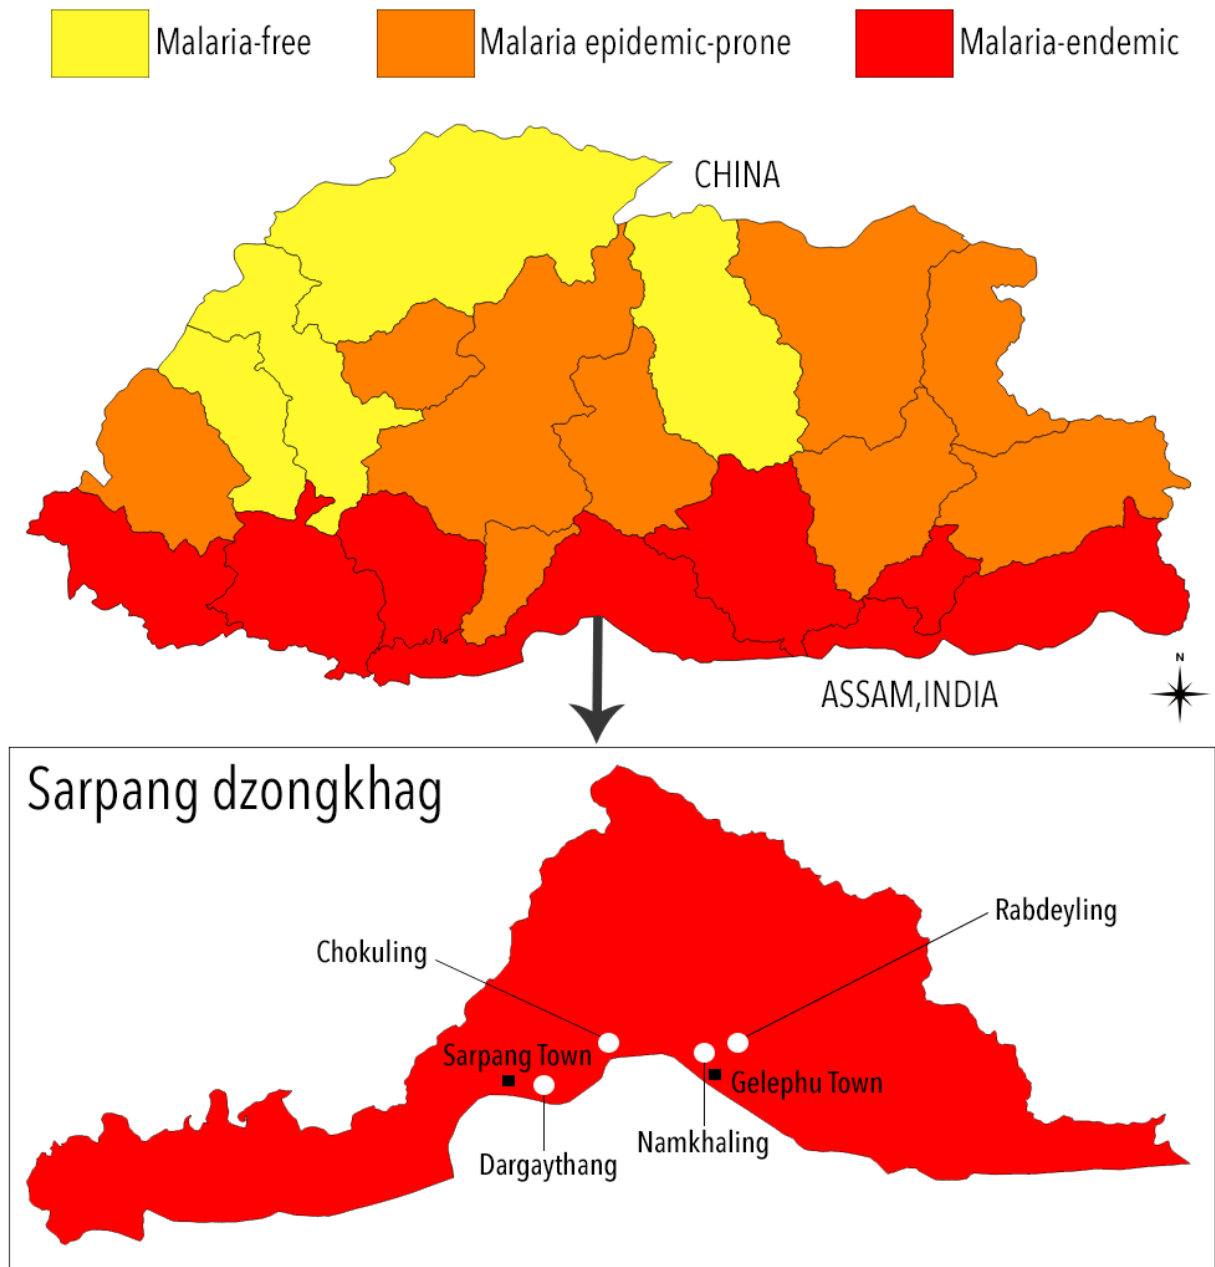 Malaria-free
Malaria epidemic-prone
Malaria-endemic
CHINA
ASSAM,INDIA
N
Sarpang dzongkhag
Rabdeyling
Chokuling
Sarpang Town
Gelephu Town
Namkhaling
Dargaythang